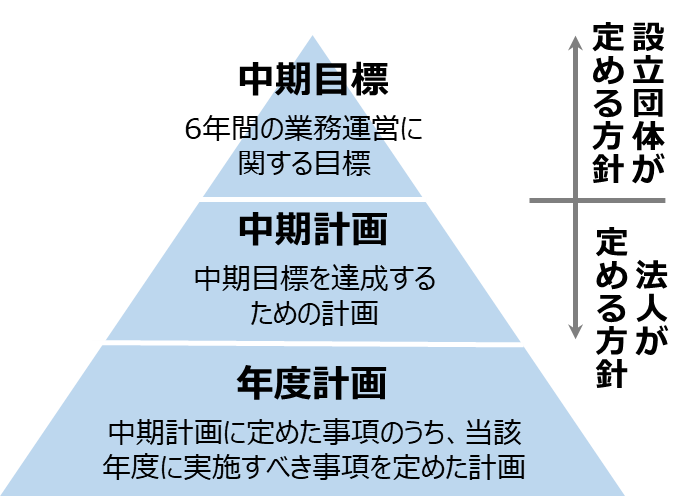 中期目標
6年間の業務運営に
関する目標
中期計画
中期目標を達成する
ための計画
年度計画
中期計画に定めた事項のうち、当該
年度に実施すべき事項を定めた計画
設立団体が
定める方針
法人が
定める方針